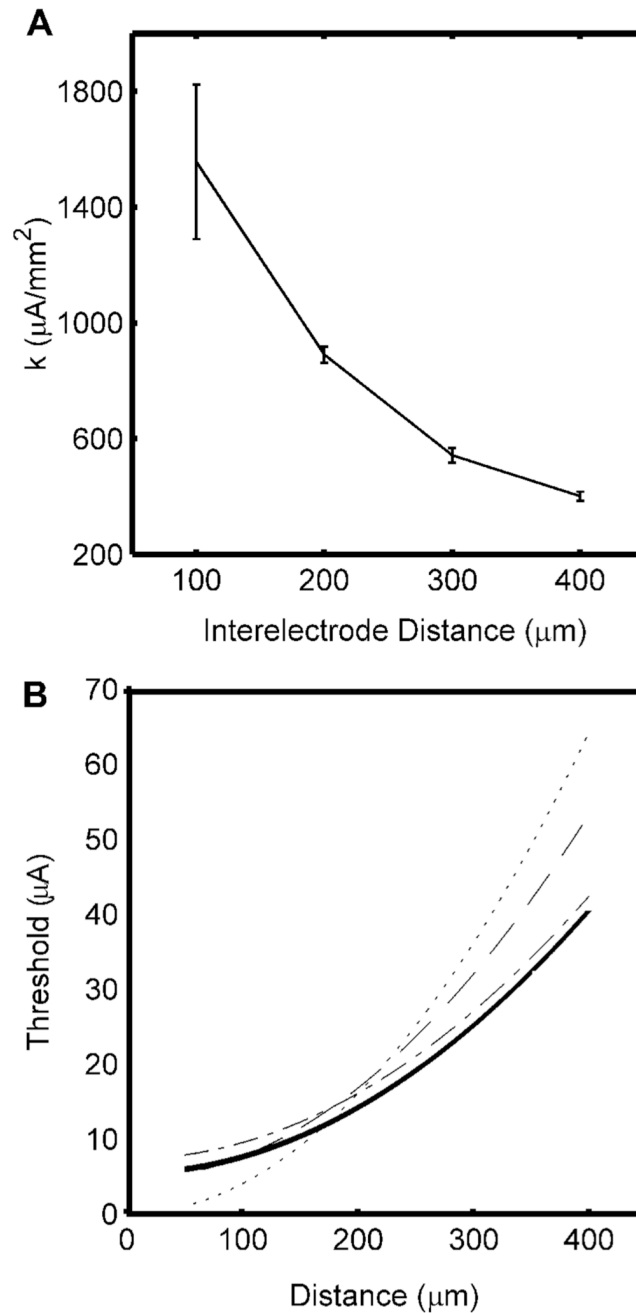 A
1800
1400
1000
600
200
k (μA/mm²)
100 200 300 400
Interelectrode Distance (μm)
B
70
60
50
40
30
20
10
0
Threshold (μA)
0 100 200 300 400
Distance (μm)